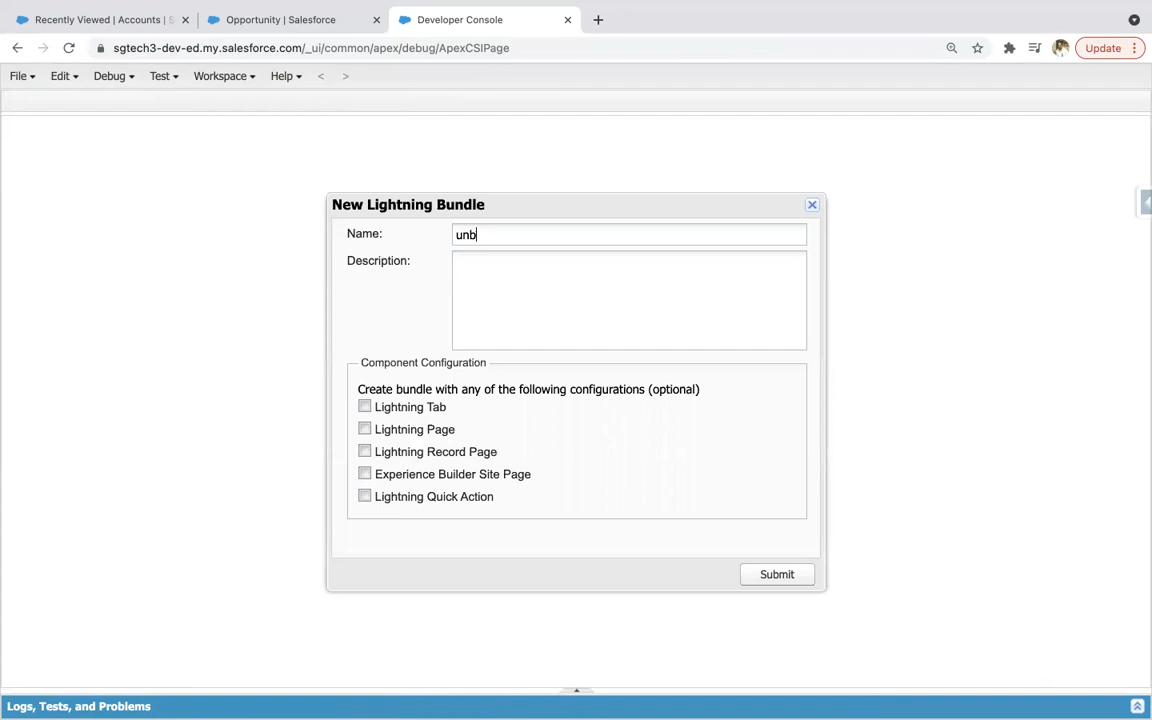 Recently Viewed | Accounts | S
Opportunity | Salesforce
Developer Console
sgtech3-dev-ed.my.salesforce.com/_ui/common/apex/debug/ApexCSIPage
Update
File Edit Debug Test Workspace Help < >
New Lightning Bundle
Name: unb
Description:
Component Configuration
Create bundle with any of the following configurations (optional)
Lightning Tab
Lightning Page
Lightning Record Page
Experience Builder Site Page
Lightning Quick Action
Submit
Logs, Tests, and Problems